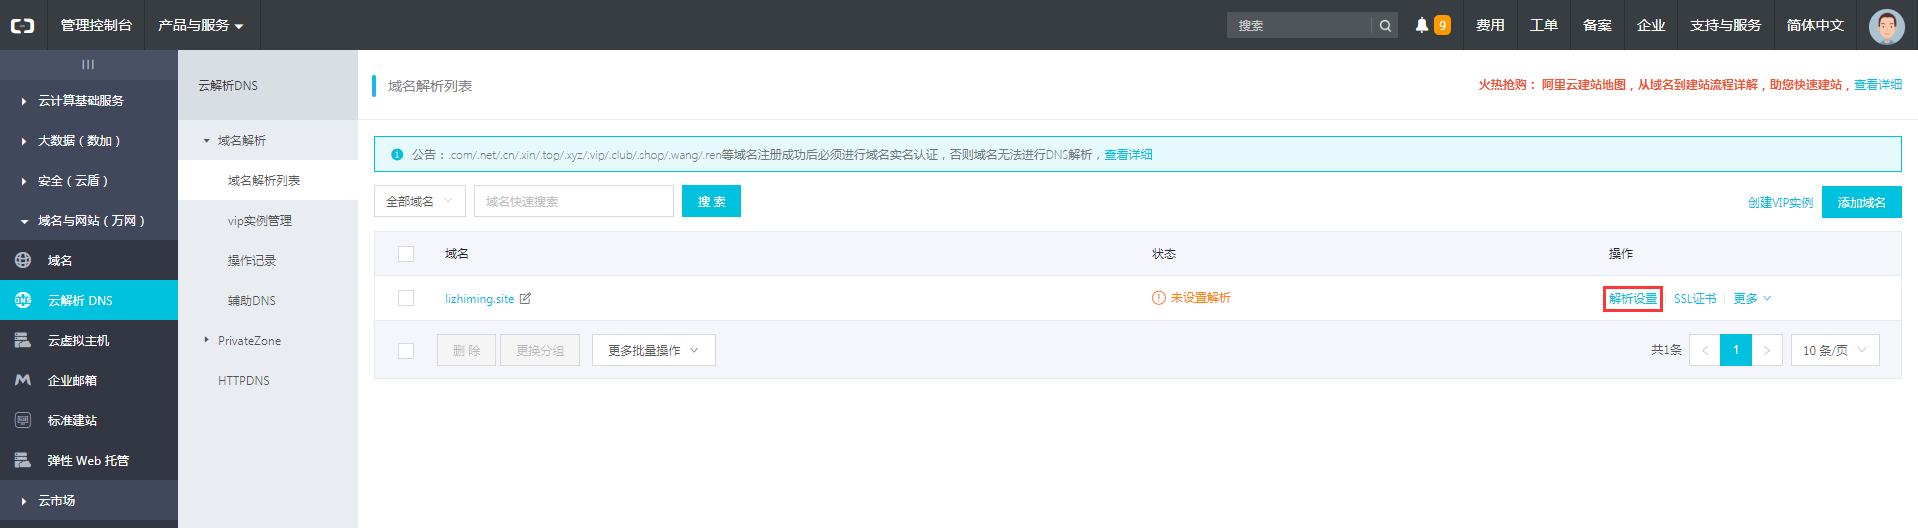 管理控制台 产品与服务 搜索 9 费用 工单 备案 企业 支持与服务 简体中文
云计算基础服务
大数据（数加）
安全（云盾）
域名与网站（万网）
域名
云解析 DNS
云虚拟主机
企业邮箱
标准建站
弹性 Web 托管
云市场
云解析DNS
域名解析
域名解析列表
vip实例管理
操作记录
辅助DNS
PrivateZone
HTTPDNS
域名解析列表
火热抢购： 阿里云建站地图，从域名到建站流程详解，助您快速建站，查看详细
公告：.com/.net/.cn/.xin/.top/.xyz/.vip/.club/.shop/.wang/.ren等域名注册成功后必须进行域名实名认证，否则域名无法进行DNS解析，查看详细
全部域名 域名快速搜索 搜 索 创建VIP实例 添加域名
域名 状态 操作
lizhiming.site 未设置解析 解析设置 SSL证书 更多
删 除 更换分组 更多批量操作 共1条 < 1 > 10 条/页